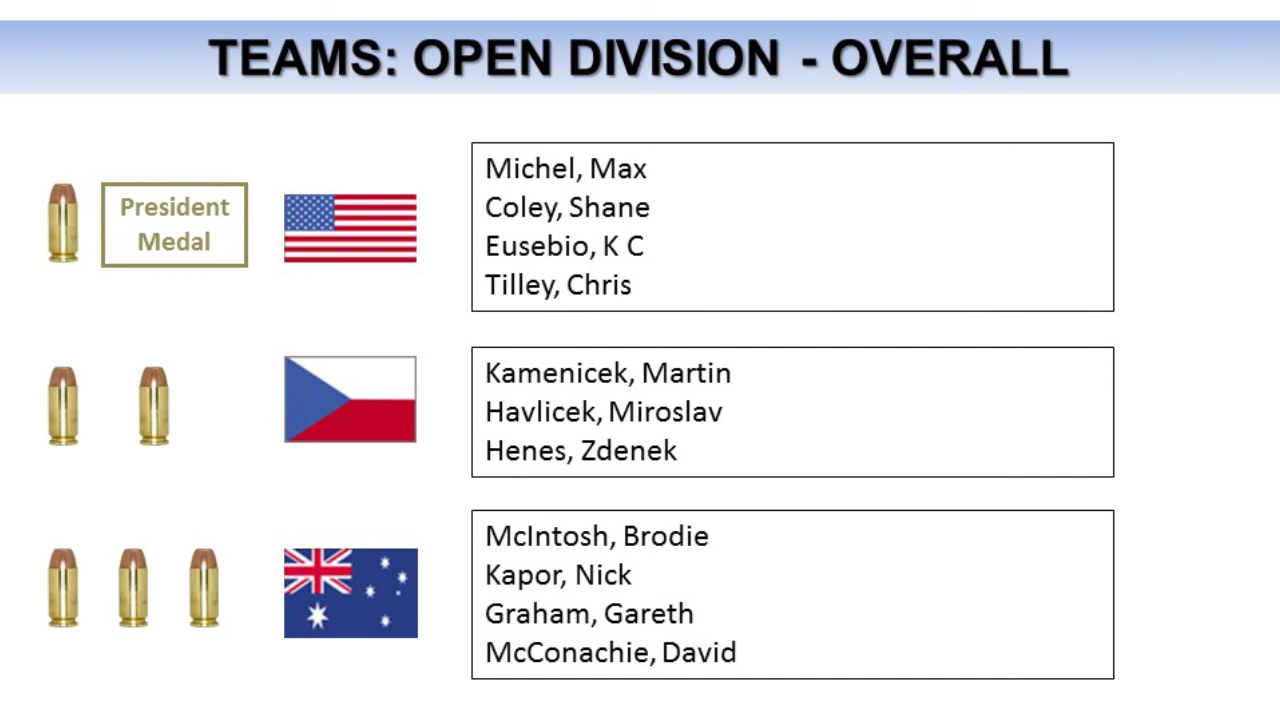 TEAMS: OPEN DIVISION - OVERALL
President
Medal
Michel, Max
Coley, Shane
Eusebio, K C
Tilley, Chris
Kamenicek, Martin
Havlicek, Miroslav
Henes, Zdenek
McIntosh, Brodie
Kapor, Nick
Graham, Gareth
McConachie, David